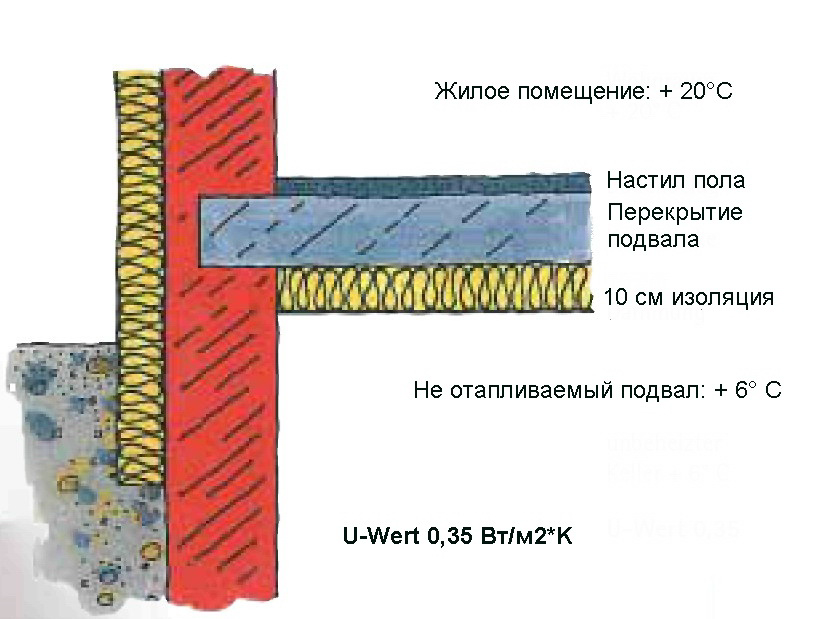 Жилое помещение: + 20°C
Настил пола
Перекрытие
подвала
10 см изоляция
Не отапливаемый подвал: + 6° C
U-Wert 0,35 Вт/м2*K